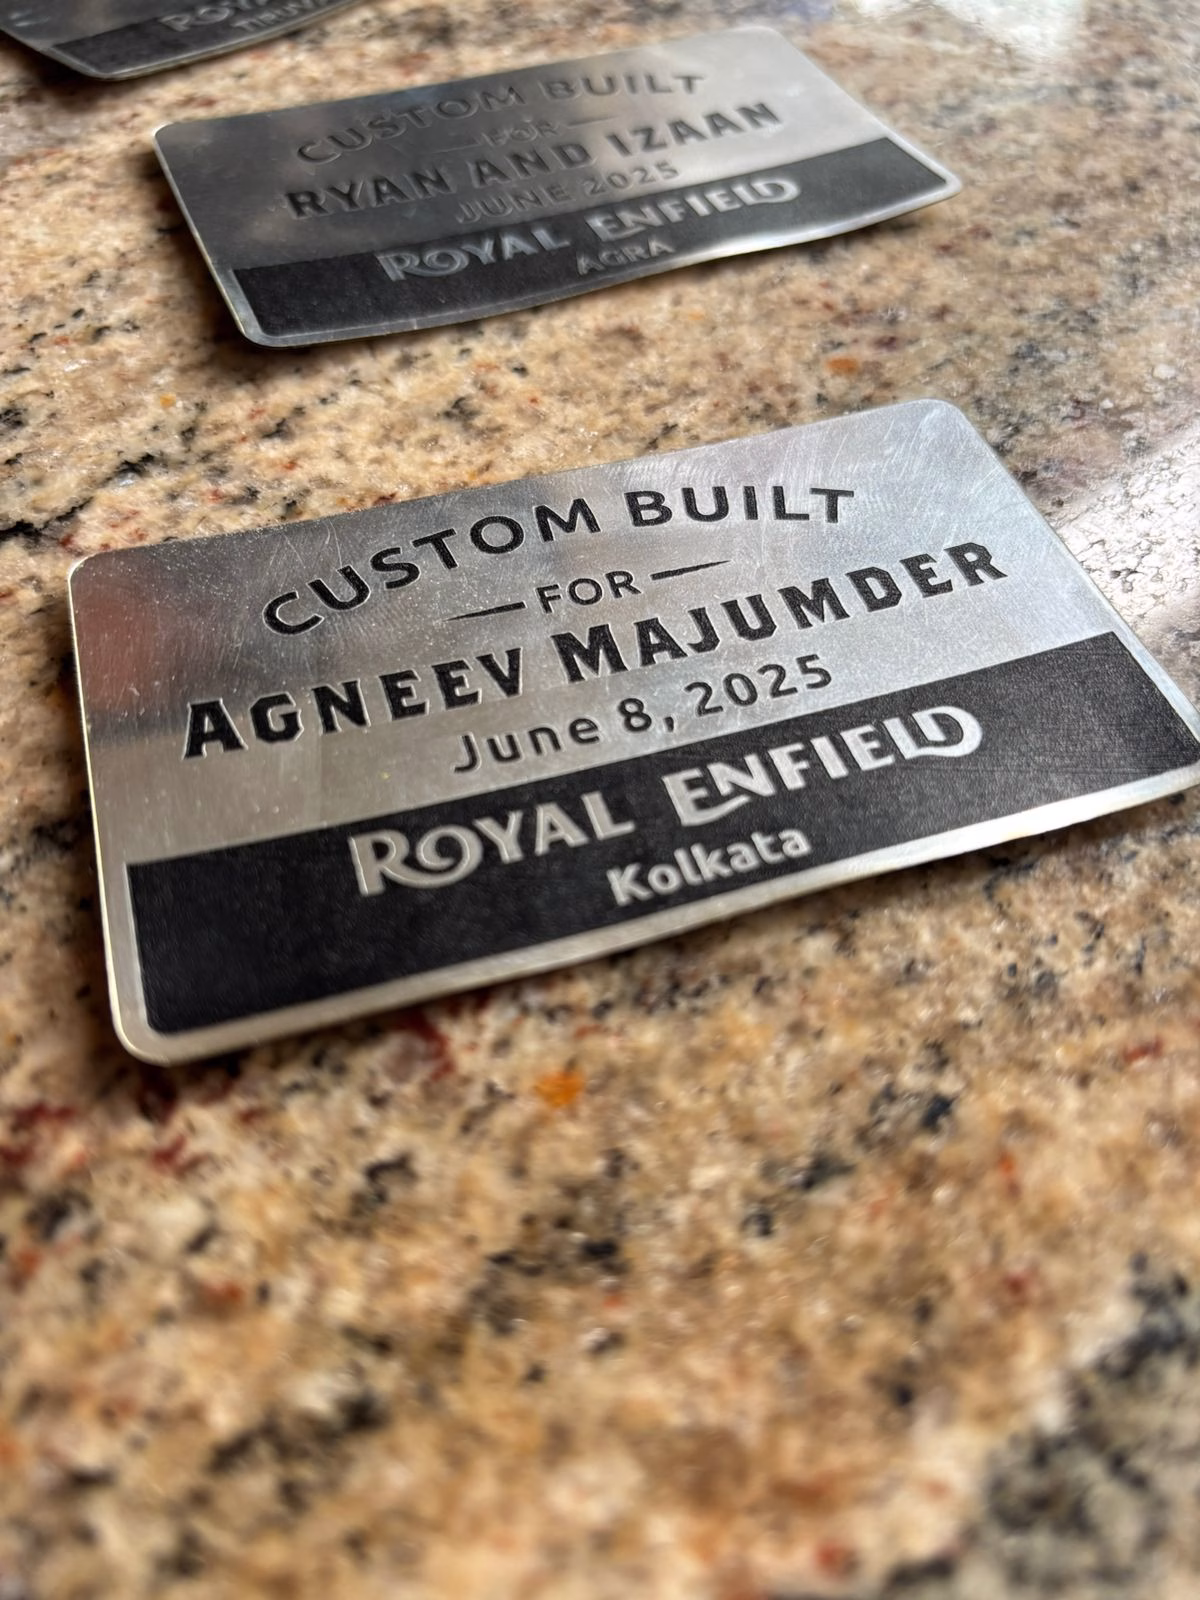 ROYAL
CUSTOM BUILT
FOR
RYAN AND IZAAN
JUNE 2025
ROYAL ENFIELD
AGRA
CUSTOM BUILT
FOR
AGNEEV MAJUMDER
June 8, 2025
ROYAL ENFIELD
Kolkata